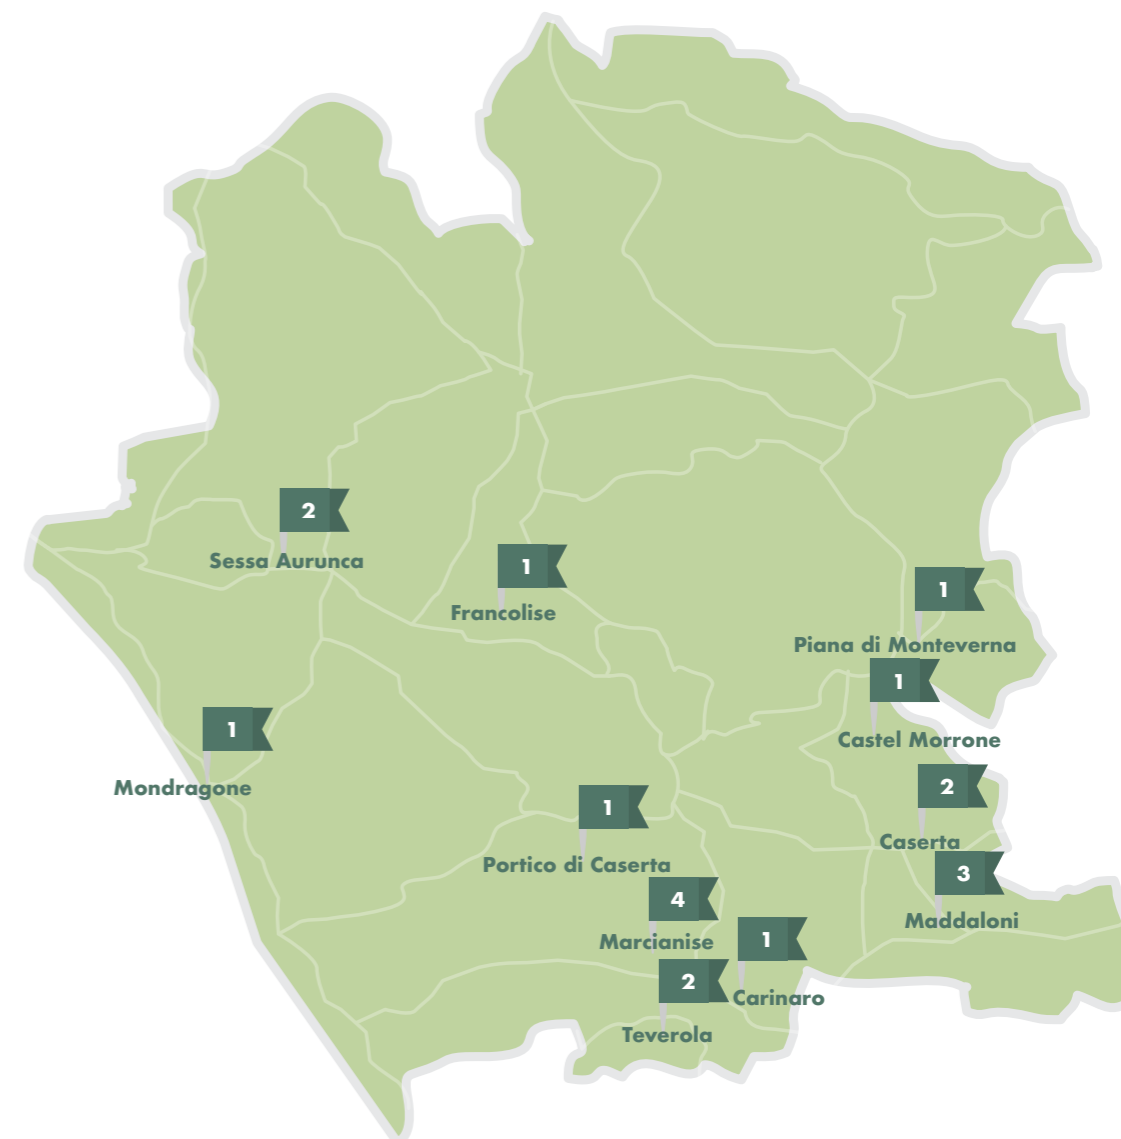 2
Sessa Aurunca
1
Francolise
1
Piana di Monteverna
1
Castel Morrone
1
Mondragone
2
Caserta
1
Portico di Caserta
3
Maddaloni
4
Marcianise
1
Carinaro
2
Teverola